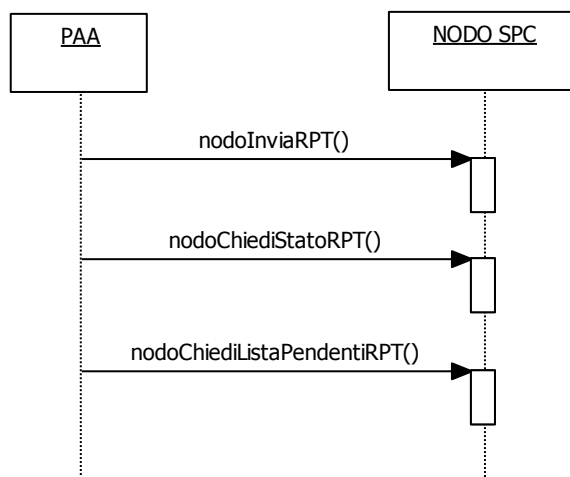 PAA
NODO SPC
nodoInviaRPT()
nodoChiediStatoRPT()
nodoChiediListaPendentiRPT()